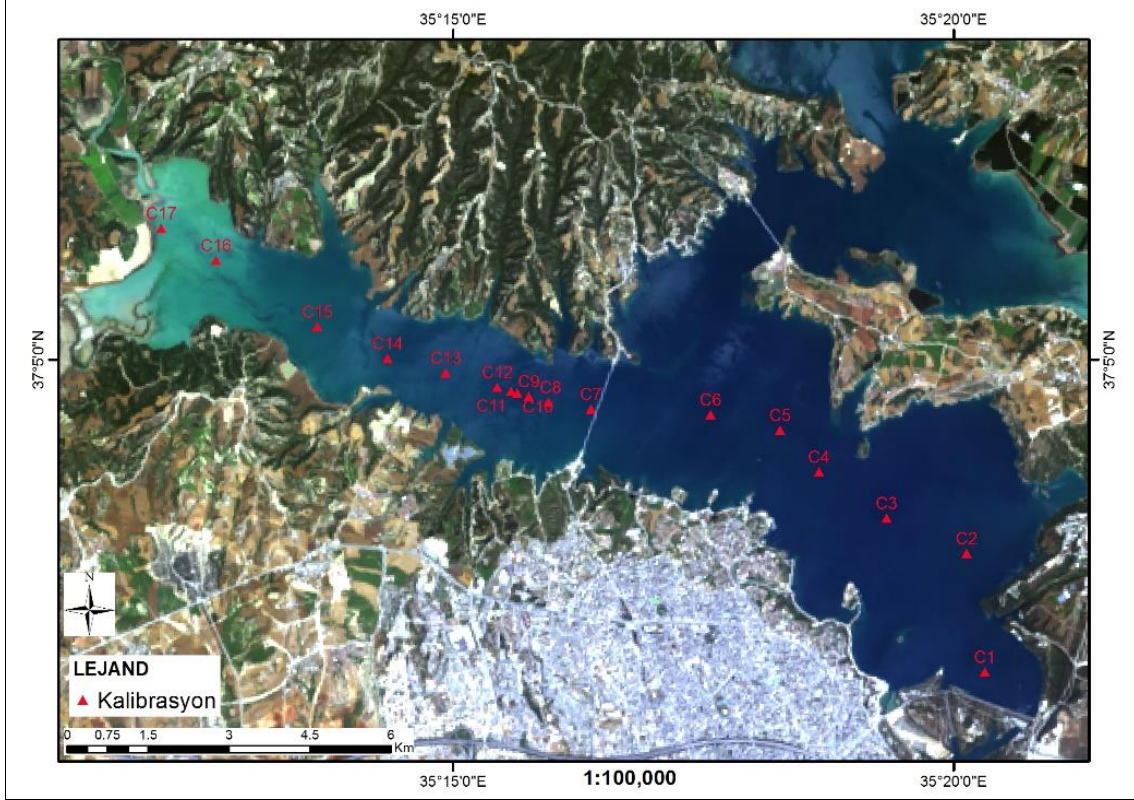 35°15'0"E
35°20'0"E
C17
C16
C15
C14
C13
C12
C9
C8
C11
C10
C7
C6
C5
C4
C3
C2
C1
37°5'0"N
37°5'0"N
N
LEJAND
Kalibrasyon
0 0.75 1.5 3 4.5 6
Km
35°15'0"E
1:100,000
35°20'0"E